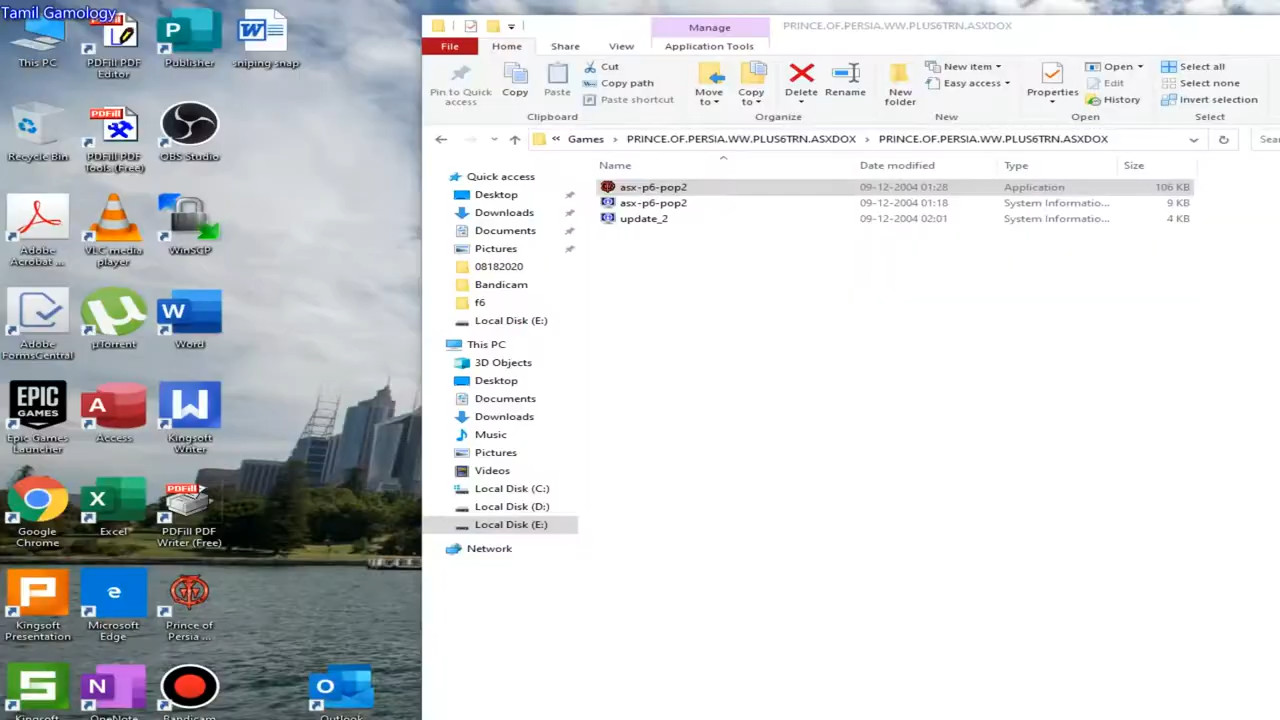 Tamil Gamology
This PC
PDFill PDF
Editor
Publisher
sniping snap
Recycle Bin
PDFill PDF
Tools (Free)
OBS Studio
Adobe
Acrobat ...
VLC media
player
WinSCP
Adobe
FormsCentral
µTorrent
Word
EPIC
GAMES
Epic Games
Launcher
Access
Kingsoft
Writer
Google
Chrome
Excel
PDFill PDF
Writer (Free)
Kingsoft
Presentation
Microsoft
Edge
Prince of
Persia ...
Kingsoft
OneNote
Bandicam
Outlook
Manage
PRINCE.OF.PERSIA.WW.PLUS6TRN.ASXDOX
File
Home
Share
View
Application Tools
Pin to Quick
access
Copy
Paste
Cut
Copy path
Paste shortcut
Clipboard
Move
to
Copy
to
Delete
Rename
Organize
New
folder
New item
Easy access
New
Properties
Open
Edit
History
Open
Select all
Select none
Invert selection
Select
« Games > PRINCE.OF.PERSIA.WW.PLUS6TRN.ASXDOX > PRINCE.OF.PERSIA.WW.PLUS6TRN.ASXDOX
Sea
Name Date modified Type Size
asx-p6-pop2 09-12-2004 01:28 Application 106 KB
asx-p6-pop2 09-12-2004 01:18 System Informatio... 9 KB
update_2 09-12-2004 02:01 System Informatio... 4 KB
Quick access
Desktop
Downloads
Documents
Pictures
08182020
Bandicam
f6
Local Disk (E:)
This PC
3D Objects
Desktop
Documents
Downloads
Music
Pictures
Videos
Local Disk (C:)
Local Disk (D:)
Local Disk (E:)
Network